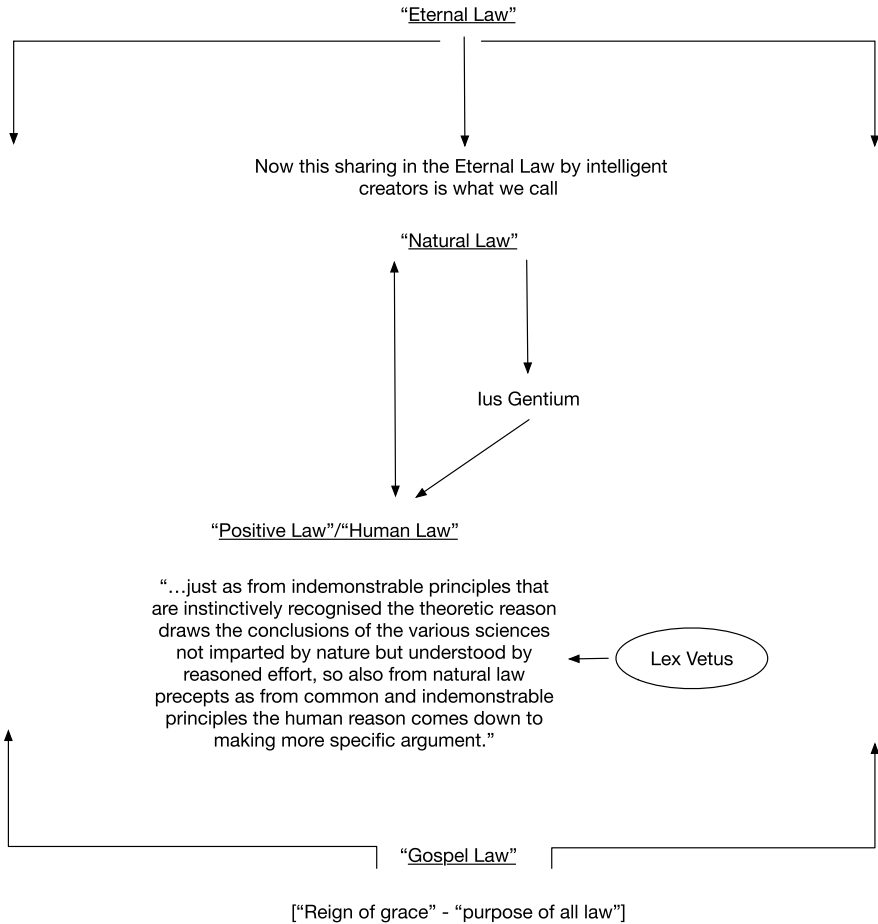 “Eternal Law”
Now this sharing in the Eternal Law by intelligent
creators is what we call
“Natural Law”
Ius Gentium
“Positive Law”/“Human Law”
“…just as from indemonstrable principles that
are instinctively recognised the theoretic reason
draws the conclusions of the various sciences
not imparted by nature but understood by
reasoned effort, so also from natural law
precepts as from common and indemonstrable
principles the human reason comes down to
making more specific argument.”
Lex Vetus
“Gospel Law”
[“Reign of grace” - “purpose of all law”]